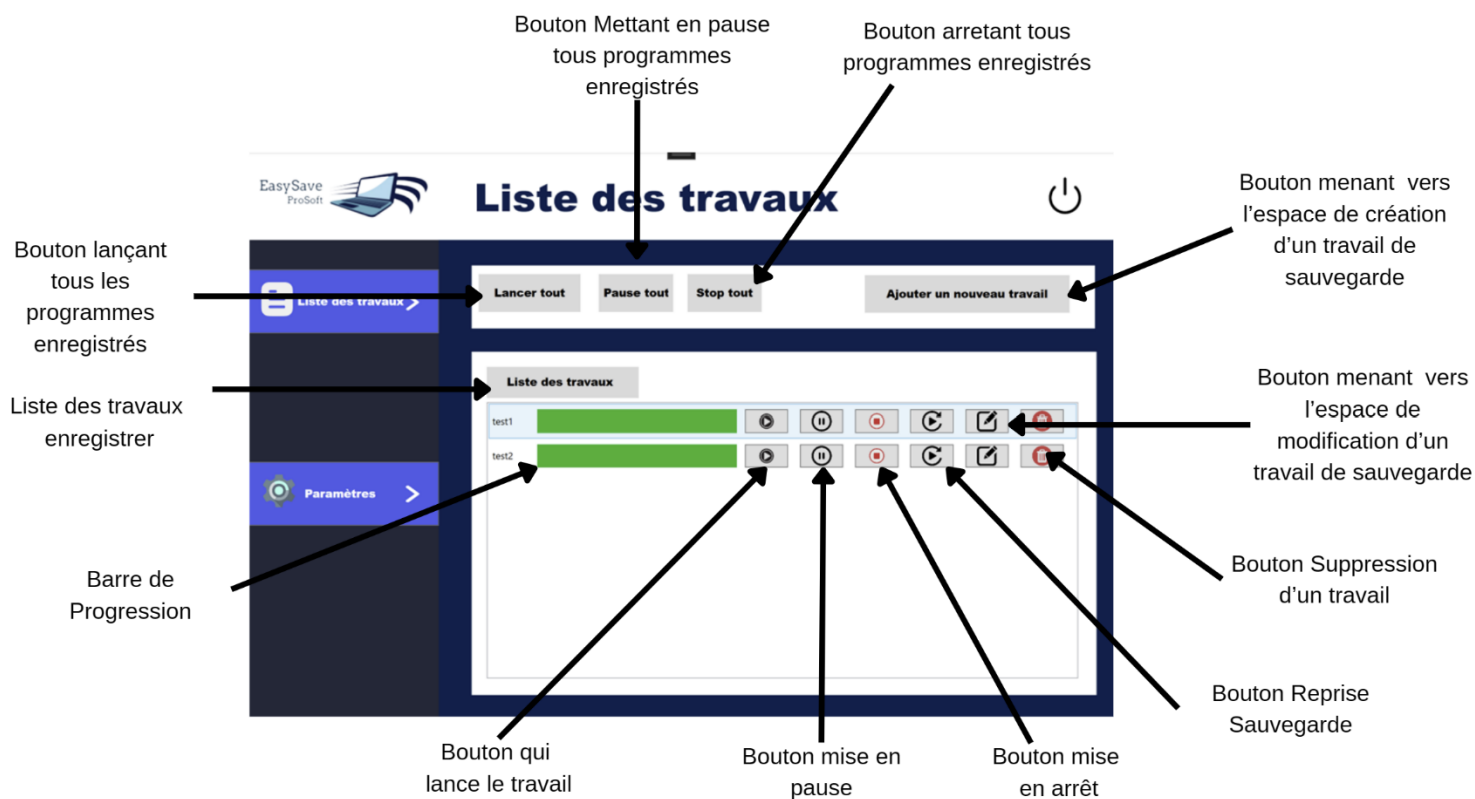 Bouton Mettant en pause
tous programmes
enregistrés
Bouton arretant tous
programmes enregistrés
EasySave
ProSoft
Liste des travaux
Bouton menant vers
l’espace de création
d’un travail de
sauvegarde
Bouton lançant
tous les
programmes
enregistrés
Liste des travaux
Lancer tout
Pause tout
Stop tout
Ajouter un nouveau travail
Liste des travaux
enregistrer
Liste des travaux
test1
test2
Bouton menant vers
l’espace de
modification d’un
travail de sauvegarde
Paramètres
Barre de
Progression
Bouton Suppression
d’un travail
Bouton Reprise
Sauvegarde
Bouton qui
lance le travail
Bouton mise en
pause
Bouton mise
en arrêt